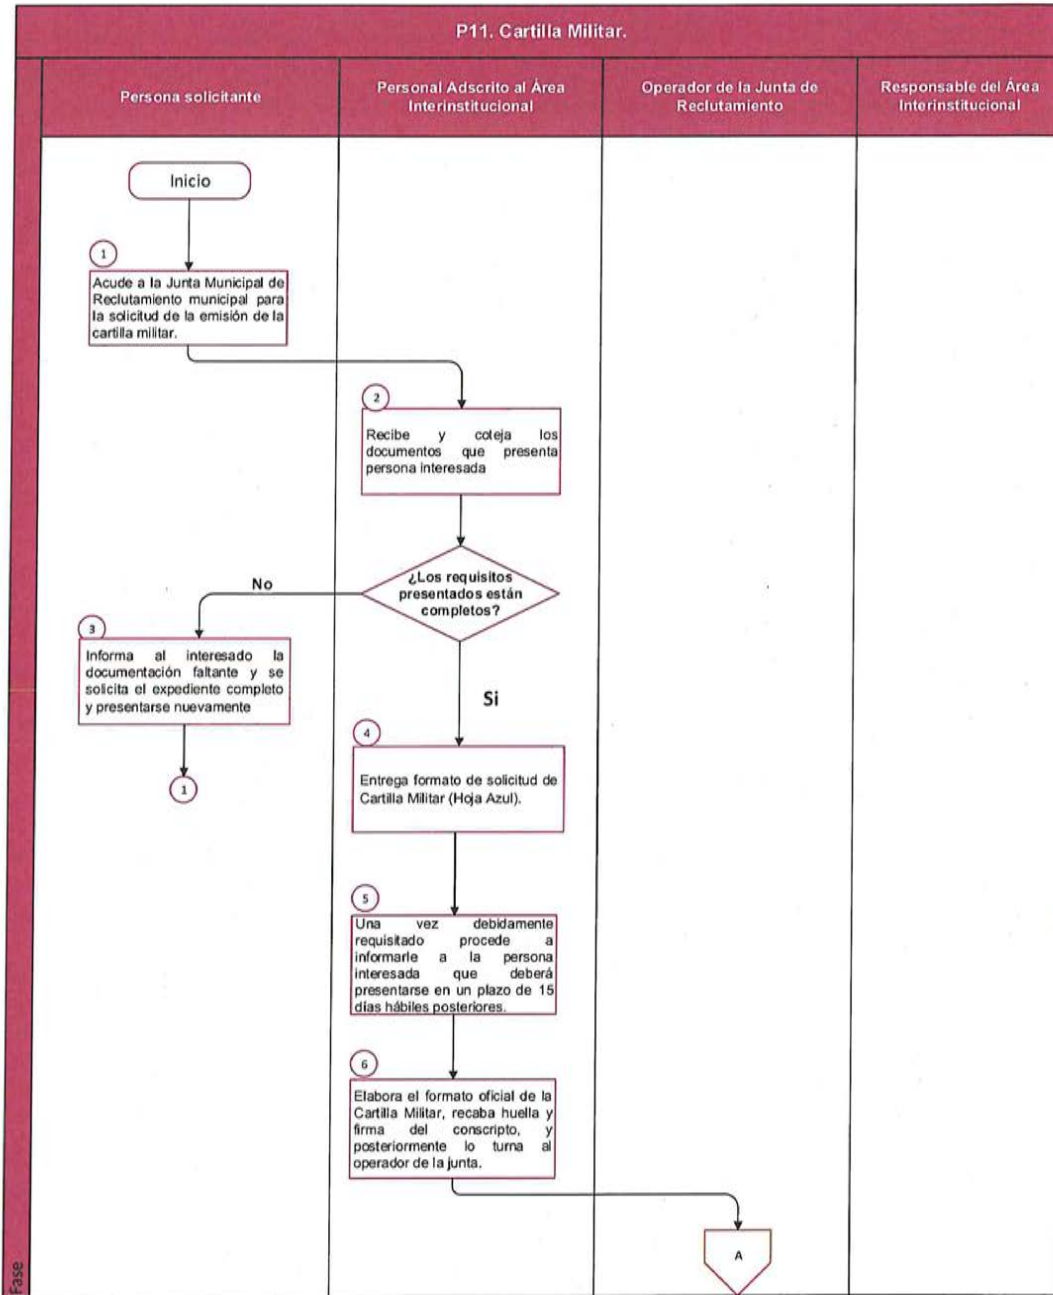 P11. Cartilla Militar.
Persona solicitante
Personal Adscrito al Área
Interinstitucional
Operador de la Junta de
Reclutamiento
Responsable del Área
Interinstitucional
Inicio
1
Acude a la Junta Municipal de
Reclutamiento municipal para
la solicitud de la emisión de la
cartilla militar.
2
Recibe y coteja los
documentos que presenta
persona interesada
¿Los requisitos
presentados están
completos?
No
3
Informa al interesado la
documentación faltante y se
solicita el expediente completo
y presentarse nuevamente
1
Si
4
Entrega formato de solicitud de
Cartilla Militar (Hoja Azul).
5
Una vez debidamente
requisitado procede a
informarle a la persona
interesada que deberá
presentarse en un plazo de 15
días hábiles posteriores.
6
Elabora el formato oficial de la
Cartilla Militar, recaba huella y
firma del conscripto, y
posteriormente lo turna al
operador de la junta.
A
Fase